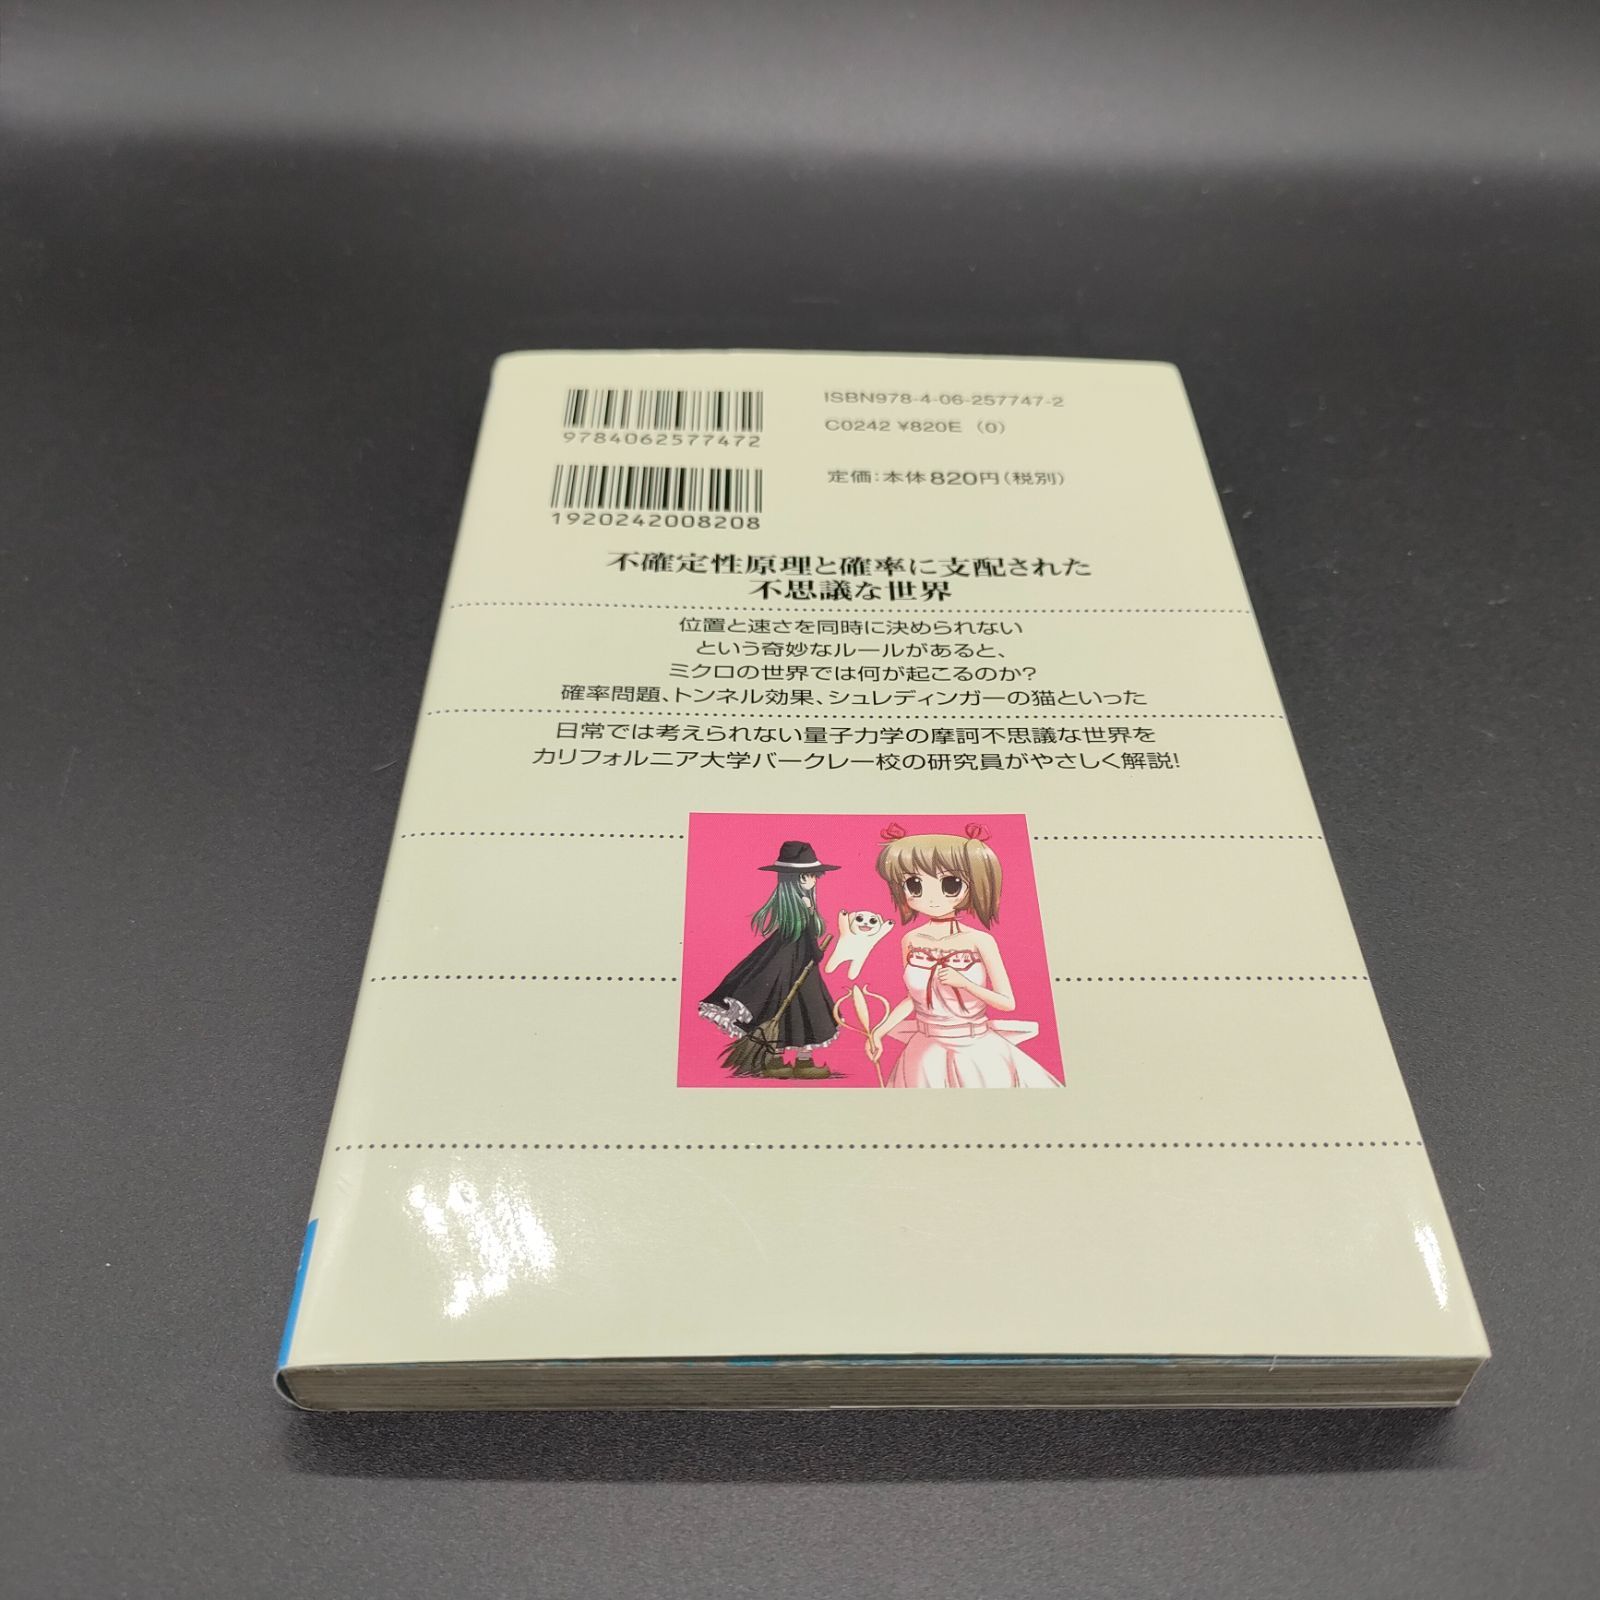 ISBN978-4-06-257747-2
C0242 ¥820E (0)
9784062577472
定価：本体820円（税別）
1920242008208
不確定性原理と確率に支配された
不思議な世界
位置と速さを同時に決められない
という奇妙なルールがあると、
ミクロの世界では何が起こるのか？
確率問題、トンネル効果、シュレディンガーの猫といった
日常では考えられない量子力学の摩訶不思議な世界を
カリフォルニア大学バークレー校の研究員がやさしく解説！